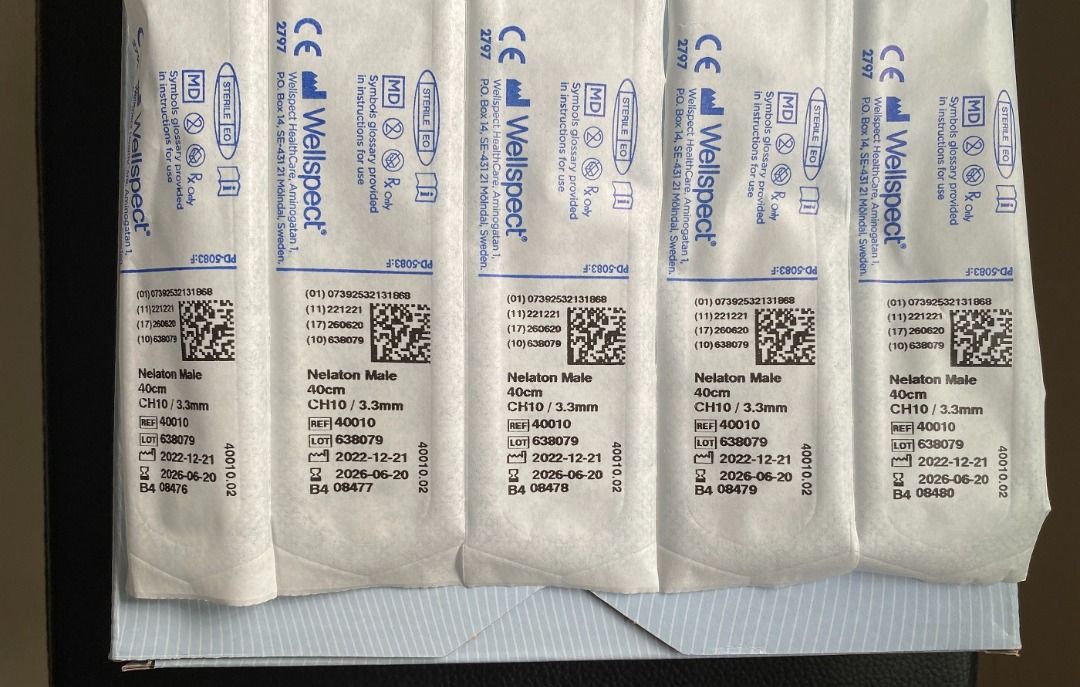 CE
2797
Wellspect®
Aminogatan 1,
STERILE EO
MD
Rx Only
Symbols glossary provided
in instructions for use
PD-5083:F
(01) 07392532131868
(11) 221221
(17) 260620
(10) 638079
Nelaton Male
40cm
CH10 / 3.3mm
REF 40010
LOT 638079
2022-12-21
2026-06-20
B4 08476
40010.02
CE
2797
Wellspect®
Wellspect HealthCare, Aminogatan 1,
P.O. Box 14, SE-431 21 Mölndal, Sweden.
STERILE EO
MD
Rx Only
Symbols glossary provided
in instructions for use
PD-5083:F
(01) 07392532131868
(11) 221221
(17) 260620
(10) 638079
Nelaton Male
40cm
CH10 / 3.3mm
REF 40010
LOT 638079
2022-12-21
2026-06-20
B4 08477
40010.02
CE
2797
Wellspect®
Wellspect HealthCare, Aminogatan 1,
P.O. Box 14, SE-431 21 Mölndal, Sweden.
STERILE EO
MD
Rx Only
Symbols glossary provided
in instructions for use
PD-5083:F
(01) 07392532131868
(11) 221221
(17) 260620
(10) 638079
Nelaton Male
40cm
CH10 / 3.3mm
REF 40010
LOT 638079
2022-12-21
2026-06-20
B4 08478
40010.02
CE
2797
Wellspect®
Wellspect HealthCare, Aminogatan 1,
P.O. Box 14, SE-431 21 Mölndal, Sweden.
STERILE EO
MD
Rx Only
Symbols glossary provided
in instructions for use
PD-5083:F
(01) 07392532131868
(11) 221221
(17) 260620
(10) 638079
Nelaton Male
40cm
CH10 / 3.3mm
REF 40010
LOT 638079
2022-12-21
2026-06-20
B4 08479
40010.02
CE
2797
Wellspect®
Wellspect HealthCare, Aminogatan 1,
P.O. Box 14, SE-431 21 Mölndal, Sweden.
STERILE EO
MD
Rx Only
Symbols glossary provided
in instructions for use
PD-5083:F
(01) 07392532131868
(11) 221221
(17) 260620
(10) 638079
Nelaton Male
40cm
CH10 / 3.3mm
REF 40010
LOT 638079
2022-12-21
2026-06-20
B4 08480
40010.02